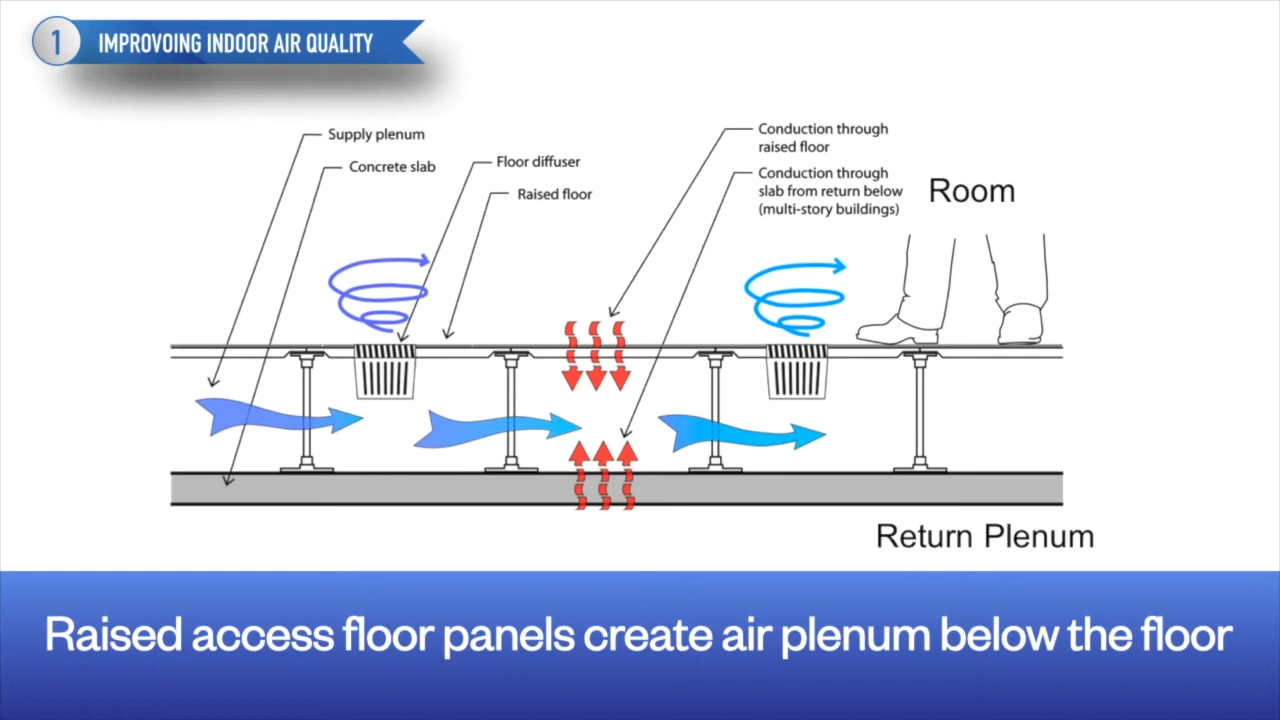 1
IMPROVOING INDOOR AIR QUALITY
Supply plenum
Concrete slab
Floor diffuser
Raised floor
Conduction through
raised floor
Conduction through
slab from return below
(multi-story buildings)
Room
Return Plenum
Raised access floor panels create air plenum below the floor